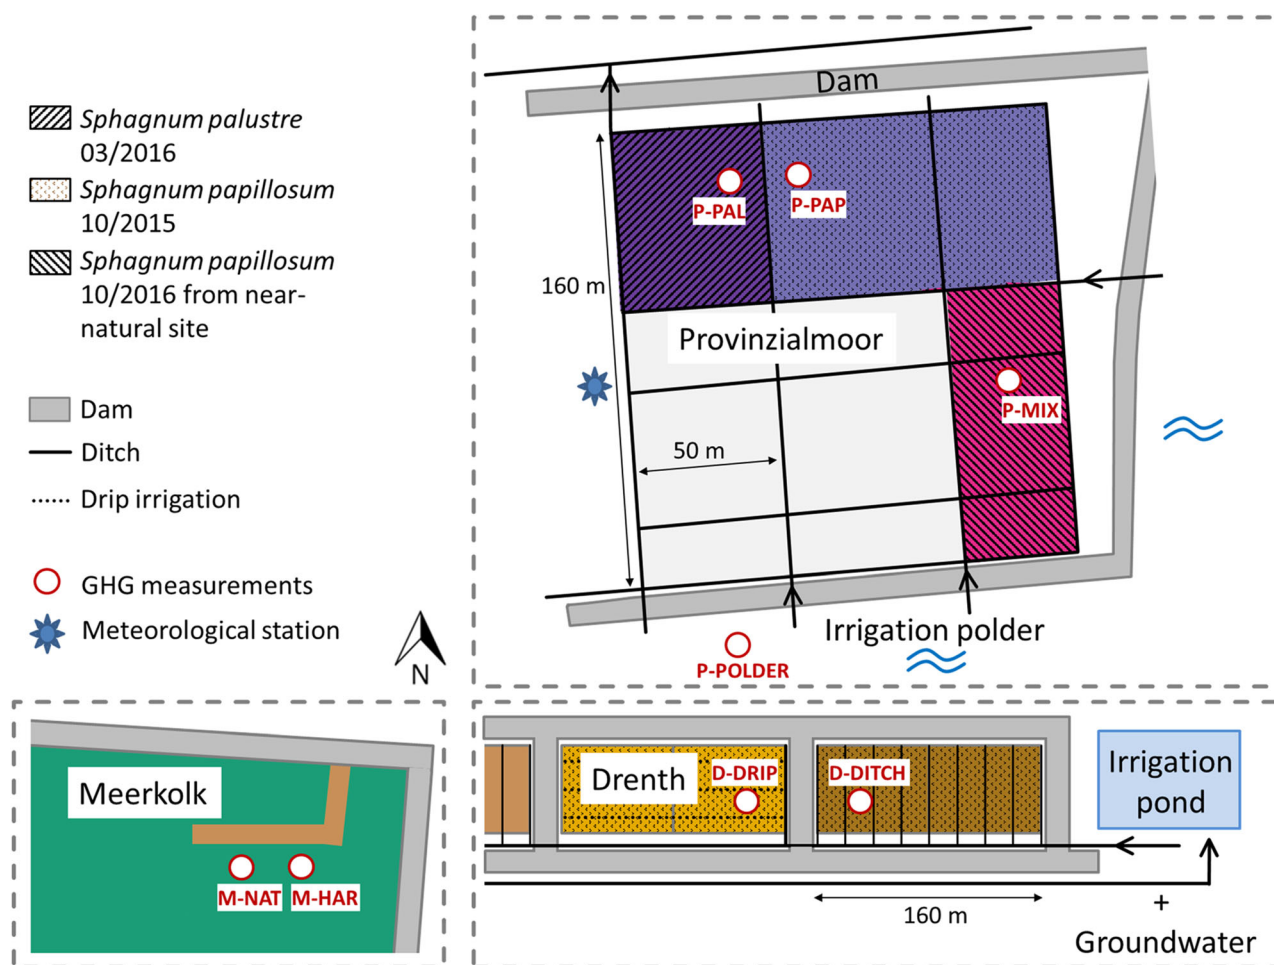 Sphagnum palustre
03/2016
Sphagnum papillosum
10/2015
Sphagnum papillosum
10/2016 from near-
natural site
Dam
Ditch
Drip irrigation
GHG measurements
Meteorological station
N
Dam
P-PAL
P-PAP
160 m
Provinzialmoor
P-MIX
50 m
Irrigation polder
P-POLDER
Meerkolk
M-NAT
M-HAR
Drenth
D-DRIP
D-DITCH
Irrigation
pond
160 m
+
Groundwater